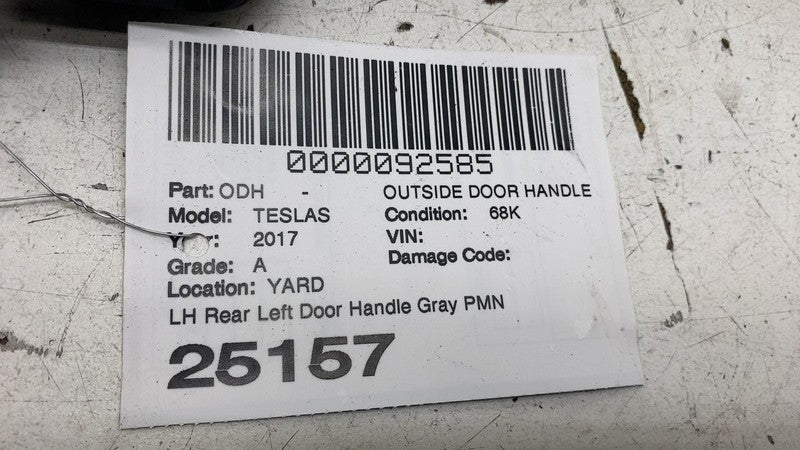 0000092585
Part: ODH - OUTSIDE DOOR HANDLE
Model: TESLAS Condition: 68K
Year: 2017 VIN:
Grade: A Damage Code:
Location: YARD
LH Rear Left Door Handle Gray PMN
25157